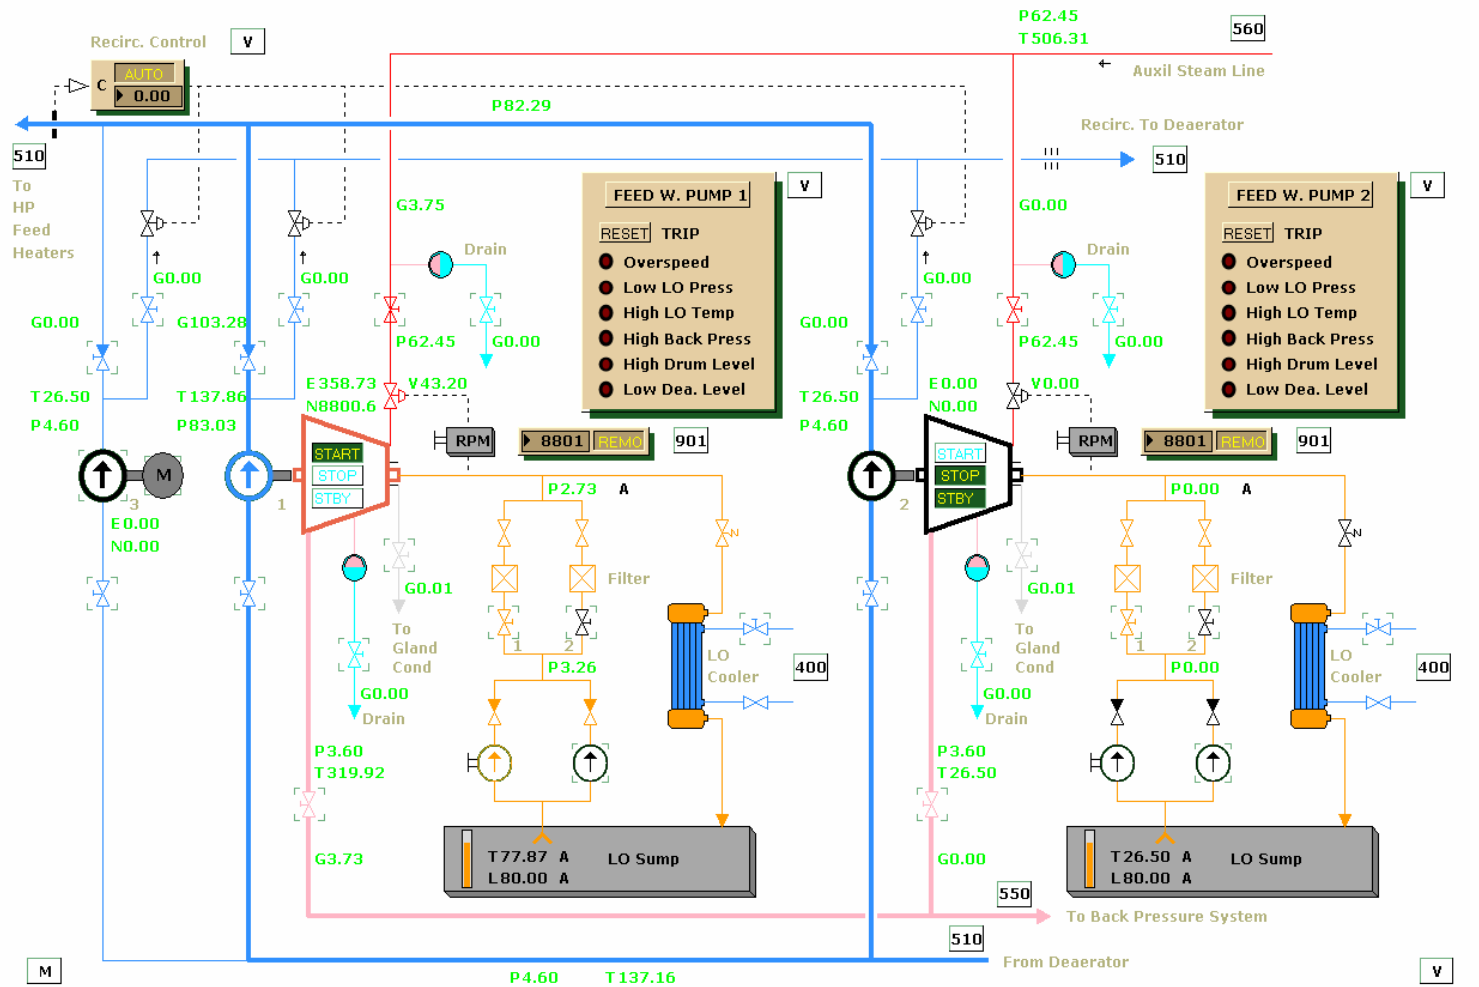 P62.45
T506.31
560
Recirc. Control
V
Auxil Steam Line
C
AUTO
0.00
P82.29
Recirc. To Deaerator
510
510
To
HP
Feed
Heaters
V
V
FEED W. PUMP 1
RESET TRIP
Overspeed
Low LO Press
High LO Temp
High Back Press
High Drum Level
Low Dea. Level
FEED W. PUMP 2
RESET TRIP
Overspeed
Low LO Press
High LO Temp
High Back Press
High Drum Level
Low Dea. Level
G3.75
G0.00
Drain
Drain
G0.00
G0.00
G0.00
G0.00
G103.28
G0.00
P62.45
G0.00
P62.45
G0.00
T26.50
P4.60
T137.86
P83.03
E358.73
N8800.6
V43.20
T26.50
P4.60
E0.00
N0.00
V0.00
RPM
8801 REMO
901
RPM
8801 REMO
901
START
STOP
STBY
START
STOP
STBY
M
3
1
2
E0.00
N0.00
P2.73 A
P0.00 A
N
N
Filter
Filter
G0.01
G0.01
To
Gland
Cond
To
Gland
Cond
1 2
1 2
LO
Cooler
LO
Cooler
400
400
P3.26
P0.00
G0.00
Drain
G0.00
Drain
P3.60
T319.92
P3.60
T26.50
G3.73
G0.00
T77.87 A
L80.00 A
LO Sump
T26.50 A
L80.00 A
LO Sump
550
To Back Pressure System
510
From Deaerator
M
P4.60 T137.16
V